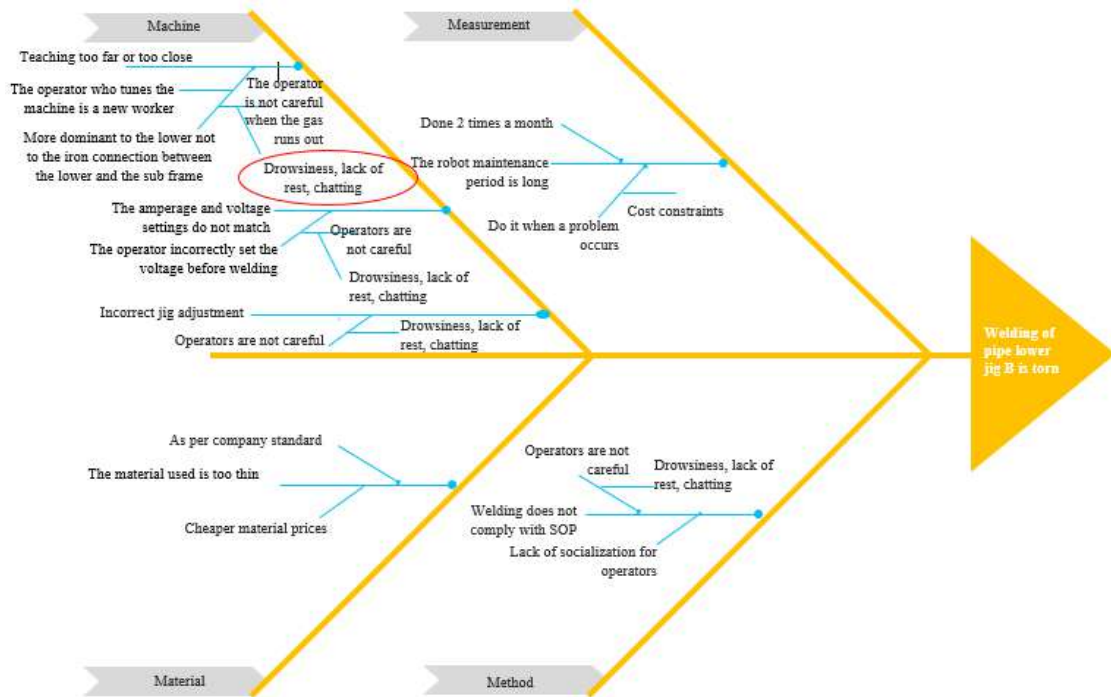 Machine
Measurement
Teaching too far or too close
The operator who tunes the
machine is a new worker
The operator
is not careful
when the gas
runs out
More dominant to the lower not
to the iron connection between
the lower and the sub frame
Drowsiness, lack of
rest, chatting
The amperage and voltage
settings do not match
Operators are
not careful
The operator incorrectly set the
voltage before welding
Drowsiness, lack of
rest, chatting
Incorrect jig adjustment
Drowsiness, lack of
rest, chatting
Operators are not careful
Done 2 times a month
The robot maintenance
period is long
Cost constraints
Do it when a problem
occurs
Welding of
pipe lower
jig B is torn
As per company standard
The material used is too thin
Cheaper material prices
Operators are not
careful
Drowsiness, lack of
rest, chatting
Welding does not
comply with SOP
Lack of socialization for
operators
Material
Method